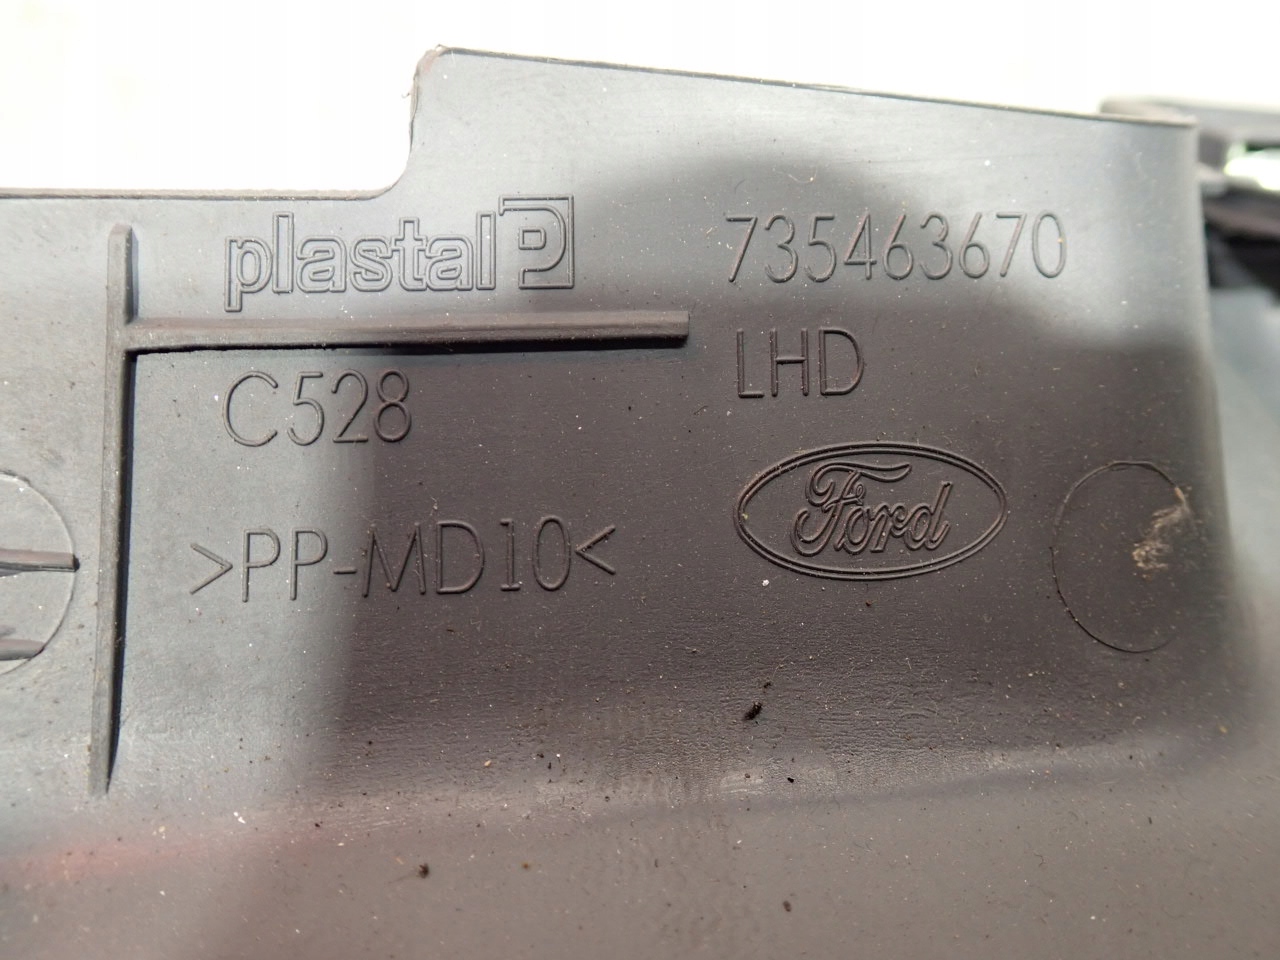 plastal
735463670
LHD
C528
Ford
>PP-MD10<